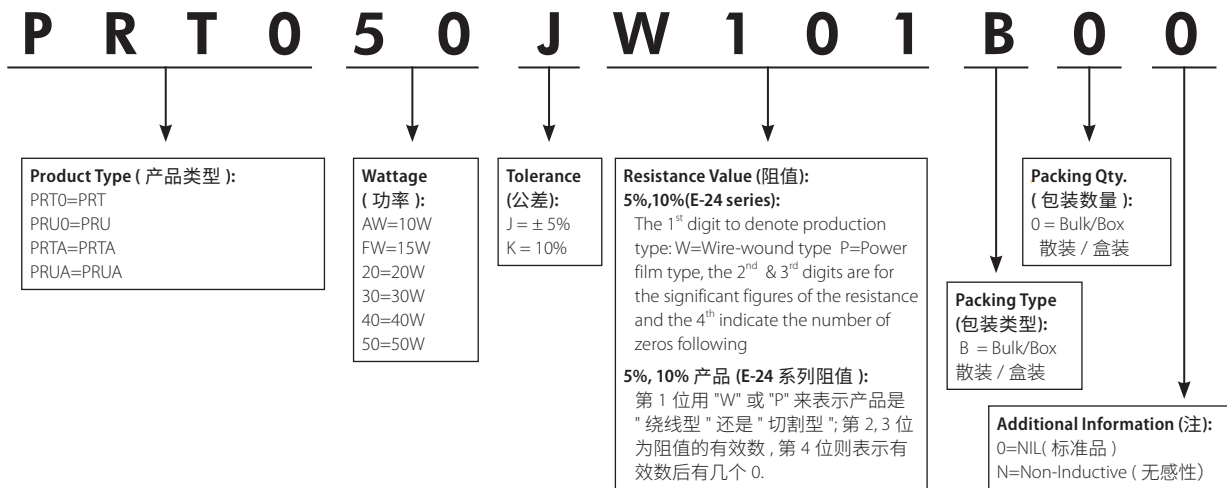 P R T 0 5 0 J W 1 0 1 B 0 0
Product Type ( 产品类型 ):
PRT0=PRT
PRU0=PRU
PRTA=PRTA
PRUA=PRUA
Wattage
( 功率 ):
AW=10W
FW=15W
20=20W
30=30W
40=40W
50=50W
Tolerance
(公差):
J = ± 5%
K = 10%
Resistance Value (阻值):
5%,10%(E-24 series):
The 1st digit to denote production
type: W=Wire-wound type P=Power
film type, the 2nd & 3rd digits are for
the significant figures of the resistance
and the 4th indicate the number of
zeros following
5%, 10% 产品 (E-24 系列阻值 ):
第 1 位用 "W" 或 "P" 来表示产品是
" 绕线型 " 还是 " 切割型 "; 第 2, 3 位
为阻值的有效数 , 第 4 位则表示有
效数后有几个 0.
Packing Type
(包装类型):
B = Bulk/Box
散装 / 盒装
Packing Qty.
( 包装数量 ):
0 = Bulk/Box
散装 / 盒装
Additional Information (注):
0=NIL( 标准品 )
N=Non-Inductive ( 无感性)